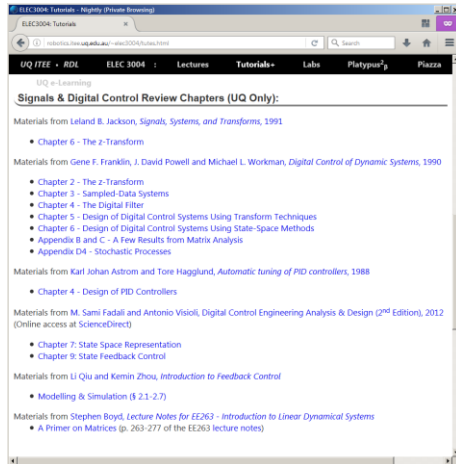 ELEC3004: Tutorials - Nightly (Private Browsing)
ELEC3004: Tutorials
robotics.itee.uq.edu.au/~elec3004/tutes.html
Search
UQ ITEE • RDL ELEC 3004 : Lectures Tutorials+ Labs Platypus²β Piazza
UQ e-Learning
Signals & Digital Control Review Chapters (UQ Only):
Materials from Leland B. Jackson, Signals, Systems, and Transforms, 1991
• Chapter 6 - The z-Transform
Materials from Gene F. Franklin, J. David Powell and Michael L. Workman, Digital Control of Dynamic Systems, 1990
• Chapter 2 - The z-Transform
• Chapter 3 - Sampled-Data Systems
• Chapter 4 - The Digital Filter
• Chapter 5 - Design of Digital Control Systems Using Transform Techniques
• Chapter 6 - Design of Digital Control Systems Using State-Space Methods
• Appendix B and C - A Few Results from Matrix Analysis
• Appendix D4 - Stochastic Processes
Materials from Karl Johan Astrom and Tore Hagglund, Automatic tuning of PID controllers, 1988
• Chapter 4 - Design of PID Controllers
Materials from M. Sami Fadali and Antonio Visioli, Digital Control Engineering Analysis & Design (2nd Edition), 2012
(Online access at ScienceDirect)
• Chapter 7: State Space Representation
• Chapter 9: State Feedback Control
Materials from Li Qiu and Kemin Zhou, Introduction to Feedback Control
• Modelling & Simulation (§ 2.1-2.7)
Materials from Stephen Boyd, Lecture Notes for EE263 - Introduction to Linear Dynamical Systems
• A Primer on Matrices (p. 263-277 of the EE263 lecture notes)